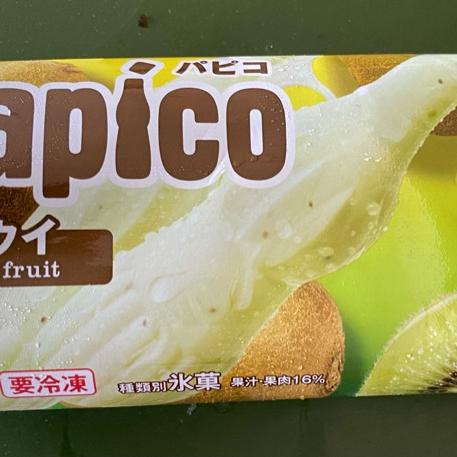 パピコ
apico
ウイ
fruit
要冷凍
種類別 氷菓 果汁・果肉16%